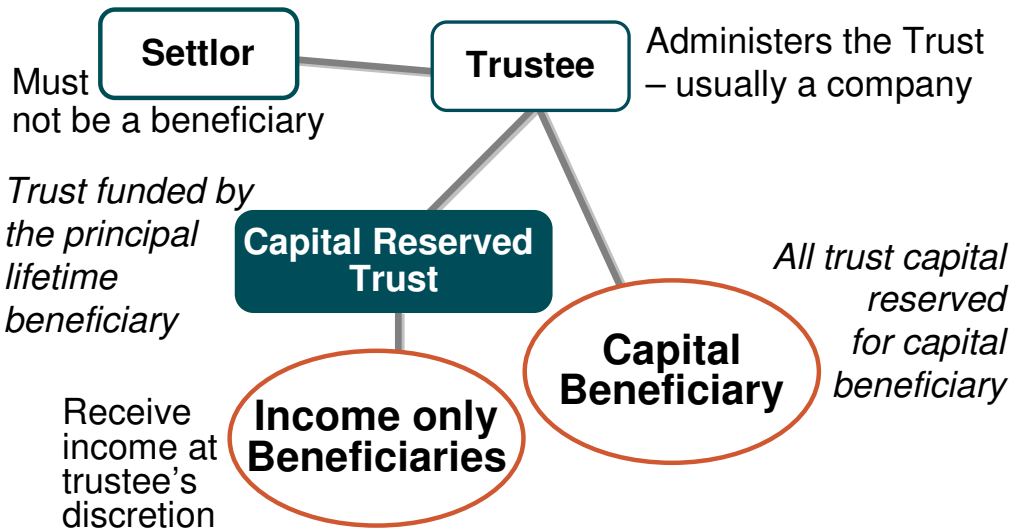 Settlor
Must
not be a beneficiary
Trustee
Administers the Trust
– usually a company
Trust funded by
the principal
lifetime
beneficiary
Capital Reserved
Trust
All trust capital
reserved
for capital
beneficiary
Capital
Beneficiary
Receive
income at
trustee’s
discretion
Income only
Beneficiaries